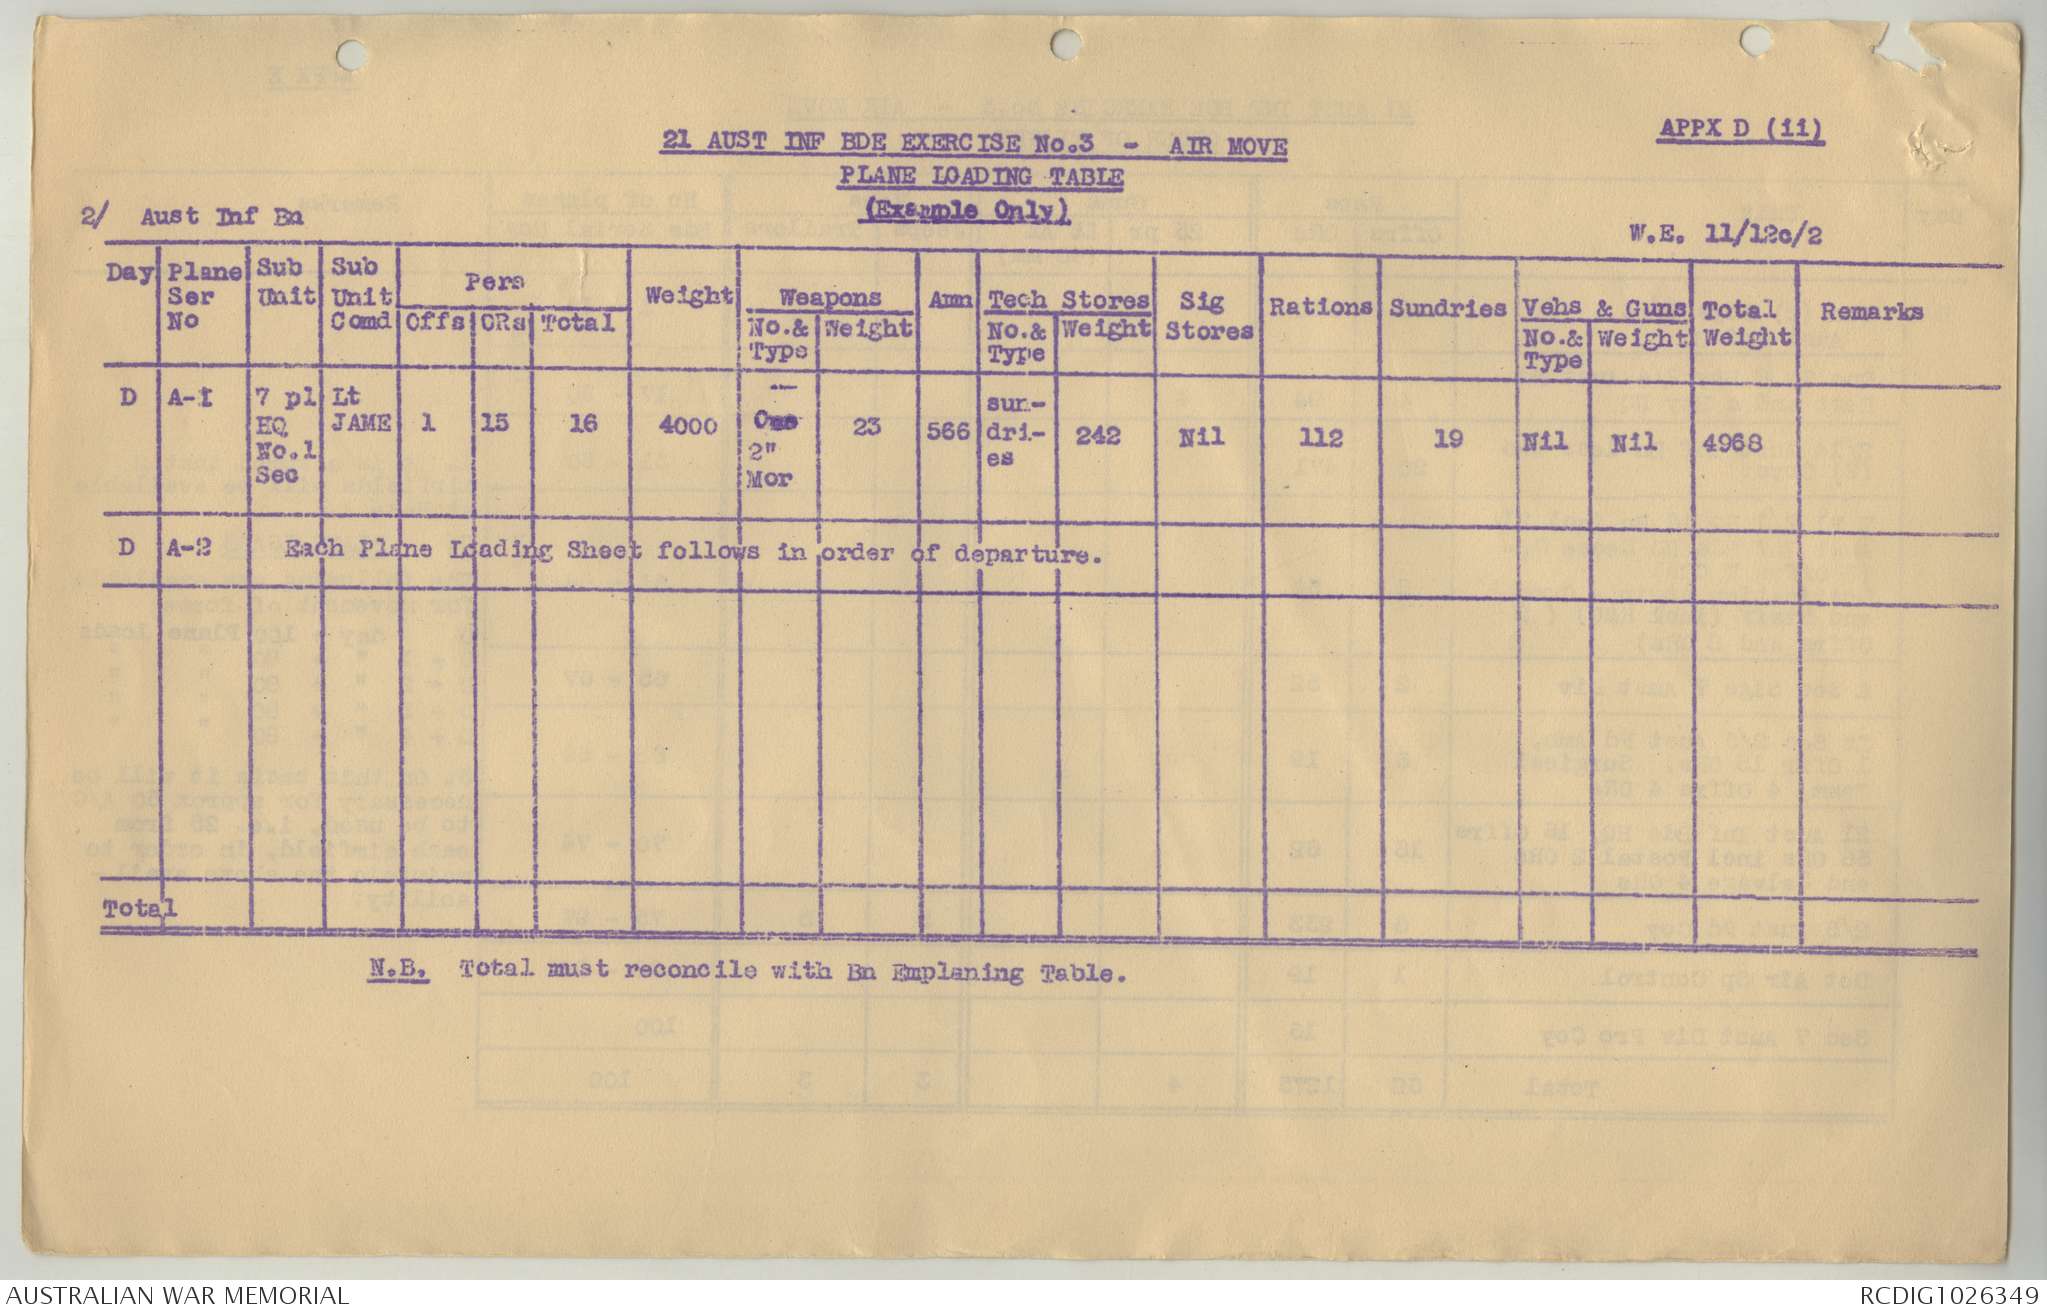 APPX D (ii)
21 AUST INF BDE EXERCISE No.3 - AIR MOVE
PLANE LOADING TABLE
(Example Only)
2/ Aust Inf Bn
W.E. 11/12c/2
Day Plane Ser No Sub Unit Sub Unit Comd Pers Offs ORs Total Weight Weapons No.& Type Weight Amn Tech Stores No.& Type Weight Sig Stores Rations Sundries Vehs & Guns No.& Type Weight Total Weight Remarks
D A-1 7 pl HQ No.1 Sec Lt JAME 1 15 16 4000 One 2" Mor 23 566 sun-dri-es 242 Nil 112 19 Nil Nil 4968
D A-2 Each Plane Loading Sheet follows in order of departure.
Total
N.B. Total must reconcile with Bn Emplaning Table.
AUSTRALIAN WAR MEMORIAL
RCDIG1026349